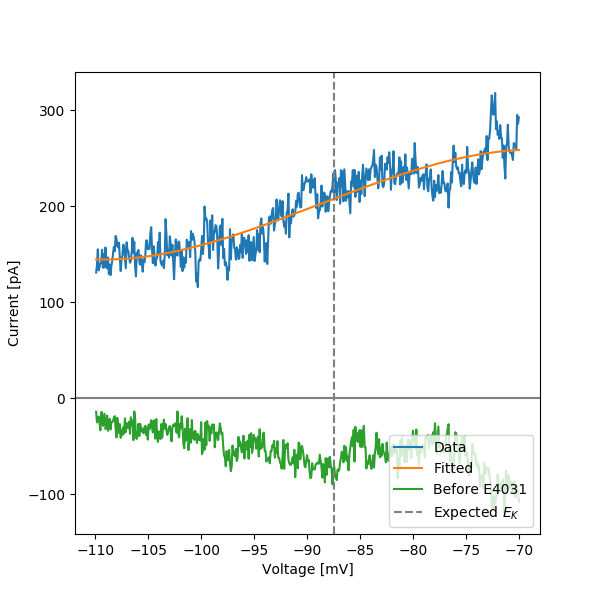 300
200
100
0
−100
Current [pA]
Data
Fitted
Before E4031
Expected E_K
−110 −105 −100 −95 −90 −85 −80 −75 −70
Voltage [mV]